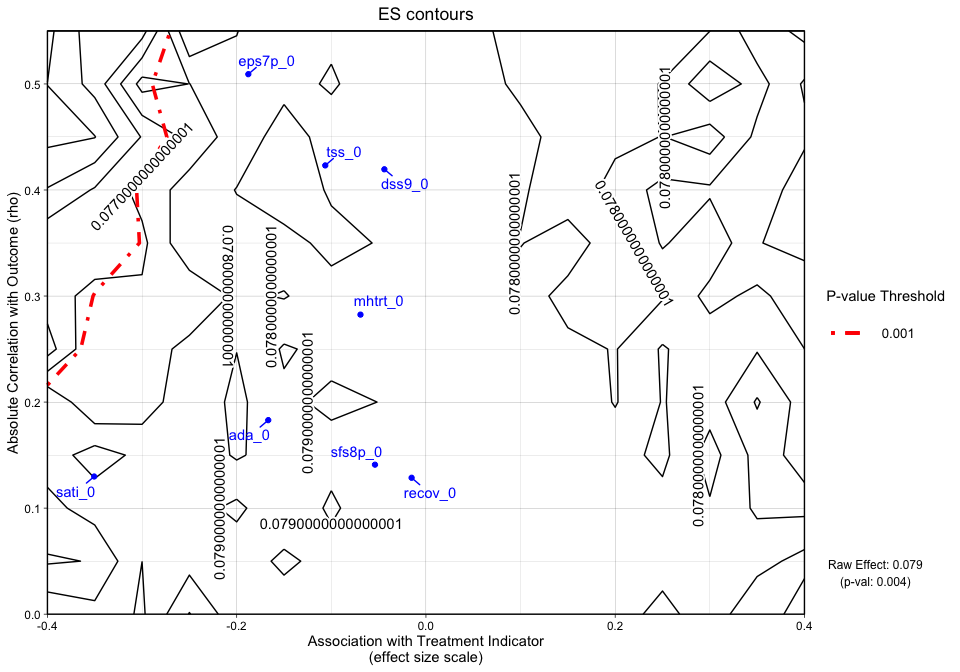 ES contours
eps7p_0
0.5
0.0780000000000001
tss_0
0.0770000000000001
dss9_0
0.4
0.0780000000000001
0.0780000000000001
0.0780000000000001
0.0780000000000001
mhtrt_0
0.3
P-value Threshold
0.001
0.2
0.0790000000000001
ada_0
0.0780000000000001
sfs8p_0
sati_0
recov_0
0.1
0.0790000000000001
0.0790000000000001
Raw Effect: 0.079
(p-val: 0.004)
0.0
-0.4
-0.2
0.0
0.2
0.4
Absolute Correlation with Outcome (rho)
Association with Treatment Indicator
(effect size scale)